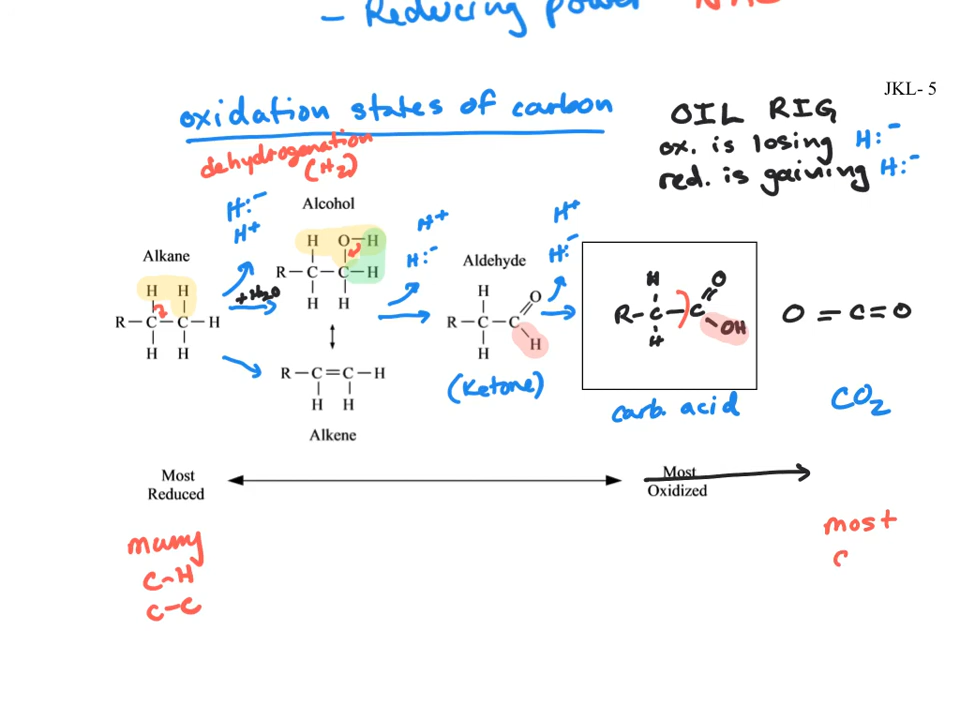 – Reducing power
JKL- 5
oxidation states of carbon
OIL RIG
ox. is losing H:⁻
red. is gaining H:⁻
dehydrogenation
(H₂)
H:⁻
H⁺
Alcohol
H⁺
H:⁻
H⁺
H:⁻
Alkane
Aldehyde
H H
R–C–C–H
H H
+H₂O
H O–H
R–C–C–H
H H
H O
R–C–C
H H
H O
R–C–C
H OH
O=C=O
R–C=C–H
H H
Alkene
(Ketone)
carb. acid
CO₂
Most
Reduced
Most
Oxidized
many
C–H
C–C
most
C